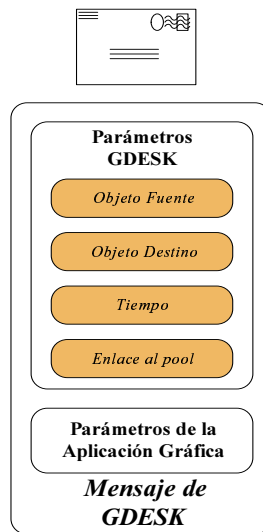 Parámetros
GDESK
Objeto Fuente
Objeto Destino
Tiempo
Enlace al pool
Parámetros de la
Aplicación Gráfica
Mensaje de
GDESK